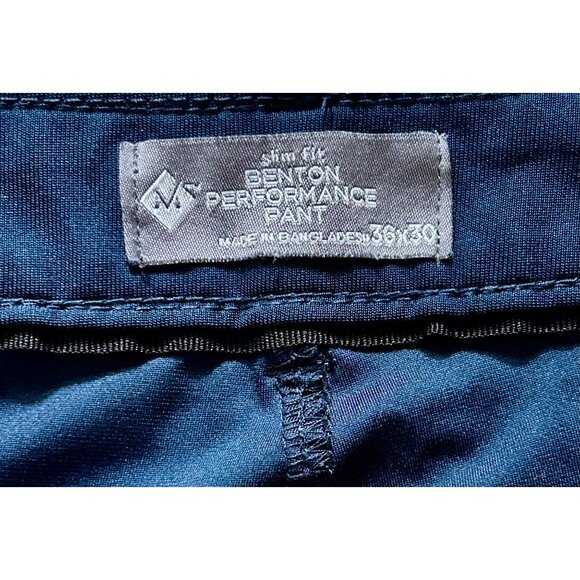 slim fit
BENTON
PERFORMANCE
PANT
MADE IN BANGLADESH 36x30